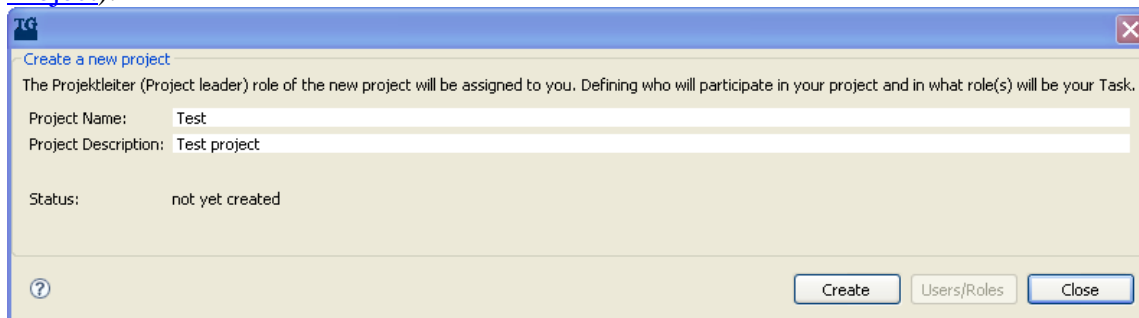 TG
Create a new project
The Projektleiter (Project leader) role of the new project will be assigned to you. Defining who will participate in your project and in what role(s) will be your Task.
Project Name: Test
Project Description: Test project
Status: not yet created
? Create Users/Roles Close